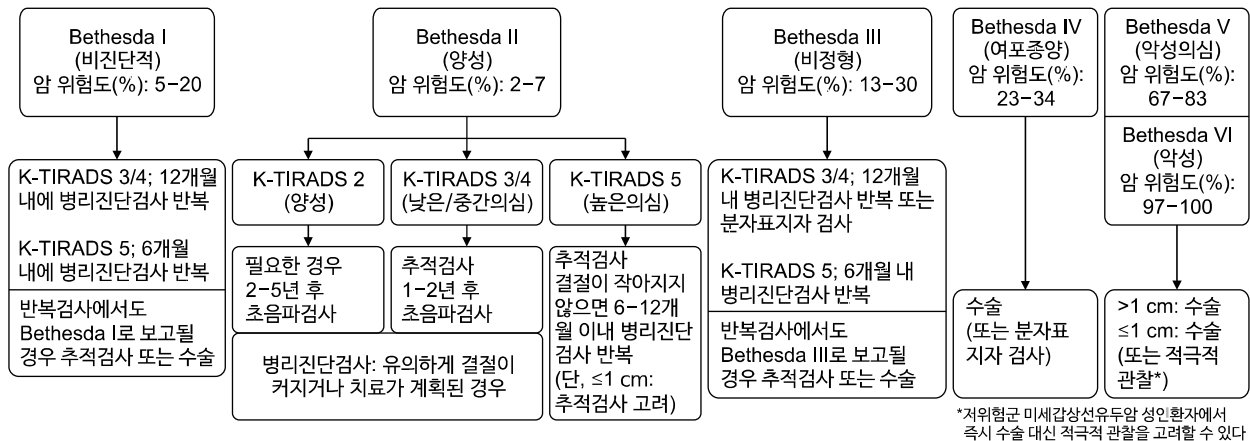 Bethesda I
(비진단적)
암 위험도(%): 5-20
Bethesda II
(양성)
암 위험도(%): 2-7
Bethesda III
(비정형)
암 위험도(%): 13-30
Bethesda IV
(여포종양)
암 위험도(%):
23-34
Bethesda V
(악성의심)
암 위험도(%):
67-83
Bethesda VI
(악성)
암 위험도(%):
97-100
K-TIRADS 3/4; 12개월
내에 병리진단검사 반복
K-TIRADS 5; 6개월
내에 병리진단검사 반복
반복검사에서도
Bethesda I로 보고될
경우 추적검사 또는 수술
K-TIRADS 2
(양성)
K-TIRADS 3/4
(낮은/중간의심)
K-TIRADS 5
(높은의심)
필요한 경우
2-5년 후
초음파검사
추적검사
1-2년 후
초음파검사
병리진단검사: 유의하게 결절이
커지거나 치료가 계획된 경우
추적검사
결절이 작아지지
않으면 6-12개
월 이내 병리진단
검사 반복
(단, ≤1 cm:
추적검사 고려)
K-TIRADS 3/4; 12개월
내 병리진단검사 반복 또는
분자표지자 검사
K-TIRADS 5; 6개월 내
병리진단검사 반복
반복검사에서도
Bethesda III로 보고될
경우 추적검사 또는 수술
수술
(또는 분자표
지자 검사)
>1 cm: 수술
≤1 cm: 수술
(또는 적극적
관찰*)
*저위험군 미세갑상선유두암 성인환자에서
즉시 수술 대신 적극적 관찰을 고려할 수 있다